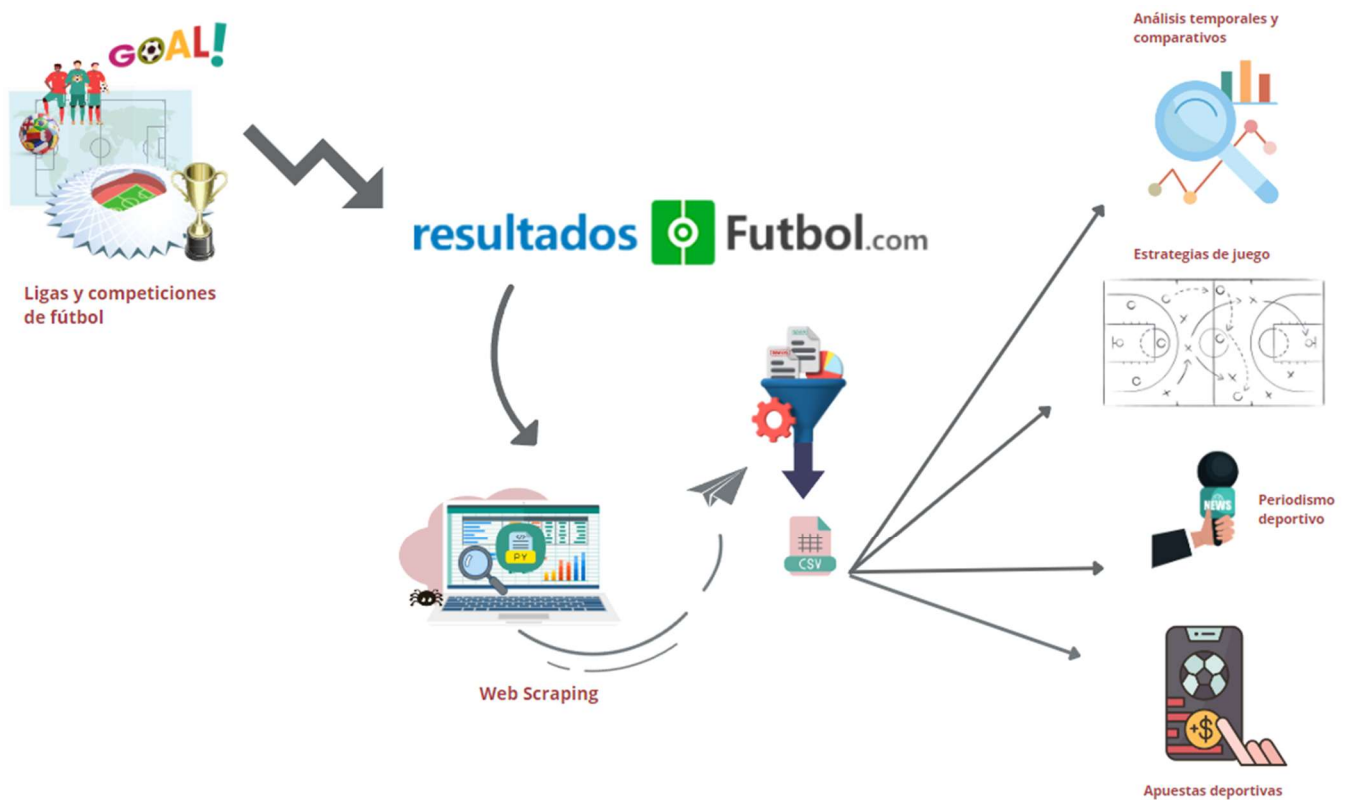 GOAL!
Ligas y competiciones
de fútbol
resultados Futbol.com
PY
Web Scraping
CSV
Análisis temporales y
comparativos
Estrategias de juego
NEWS
Periodismo
deportivo
+$
Apuestas deportivas